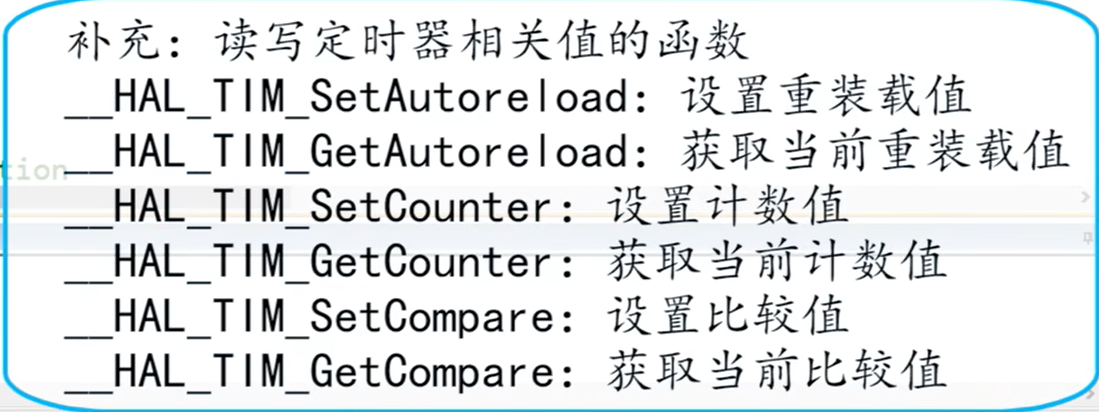 补充：读写定时器相关值的函数
__HAL_TIM_SetAutoreload：设置重装载值
__HAL_TIM_GetAutoreload：获取当前重装载值
tion
__HAL_TIM_SetCounter：设置计数值
__HAL_TIM_GetCounter：获取当前计数值
__HAL_TIM_SetCompare：设置比较值
__HAL_TIM_GetCompare：获取当前比较值